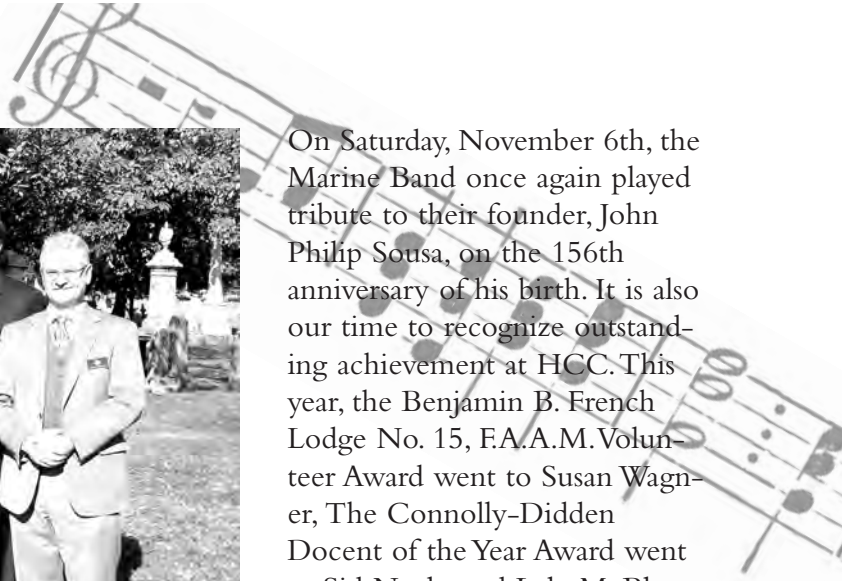 On Saturday, November 6th, the
Marine Band once again played
tribute to their founder, John
Philip Sousa, on the 156th
anniversary of his birth. It is also
our time to recognize outstand-
ing achievement at HCC. This
year, the Benjamin B. French
Lodge No. 15, F.A.A.M. Volun-
teer Award went to Susan Wagn-
er, The Connolly-Didden
Docent of the Year Award went